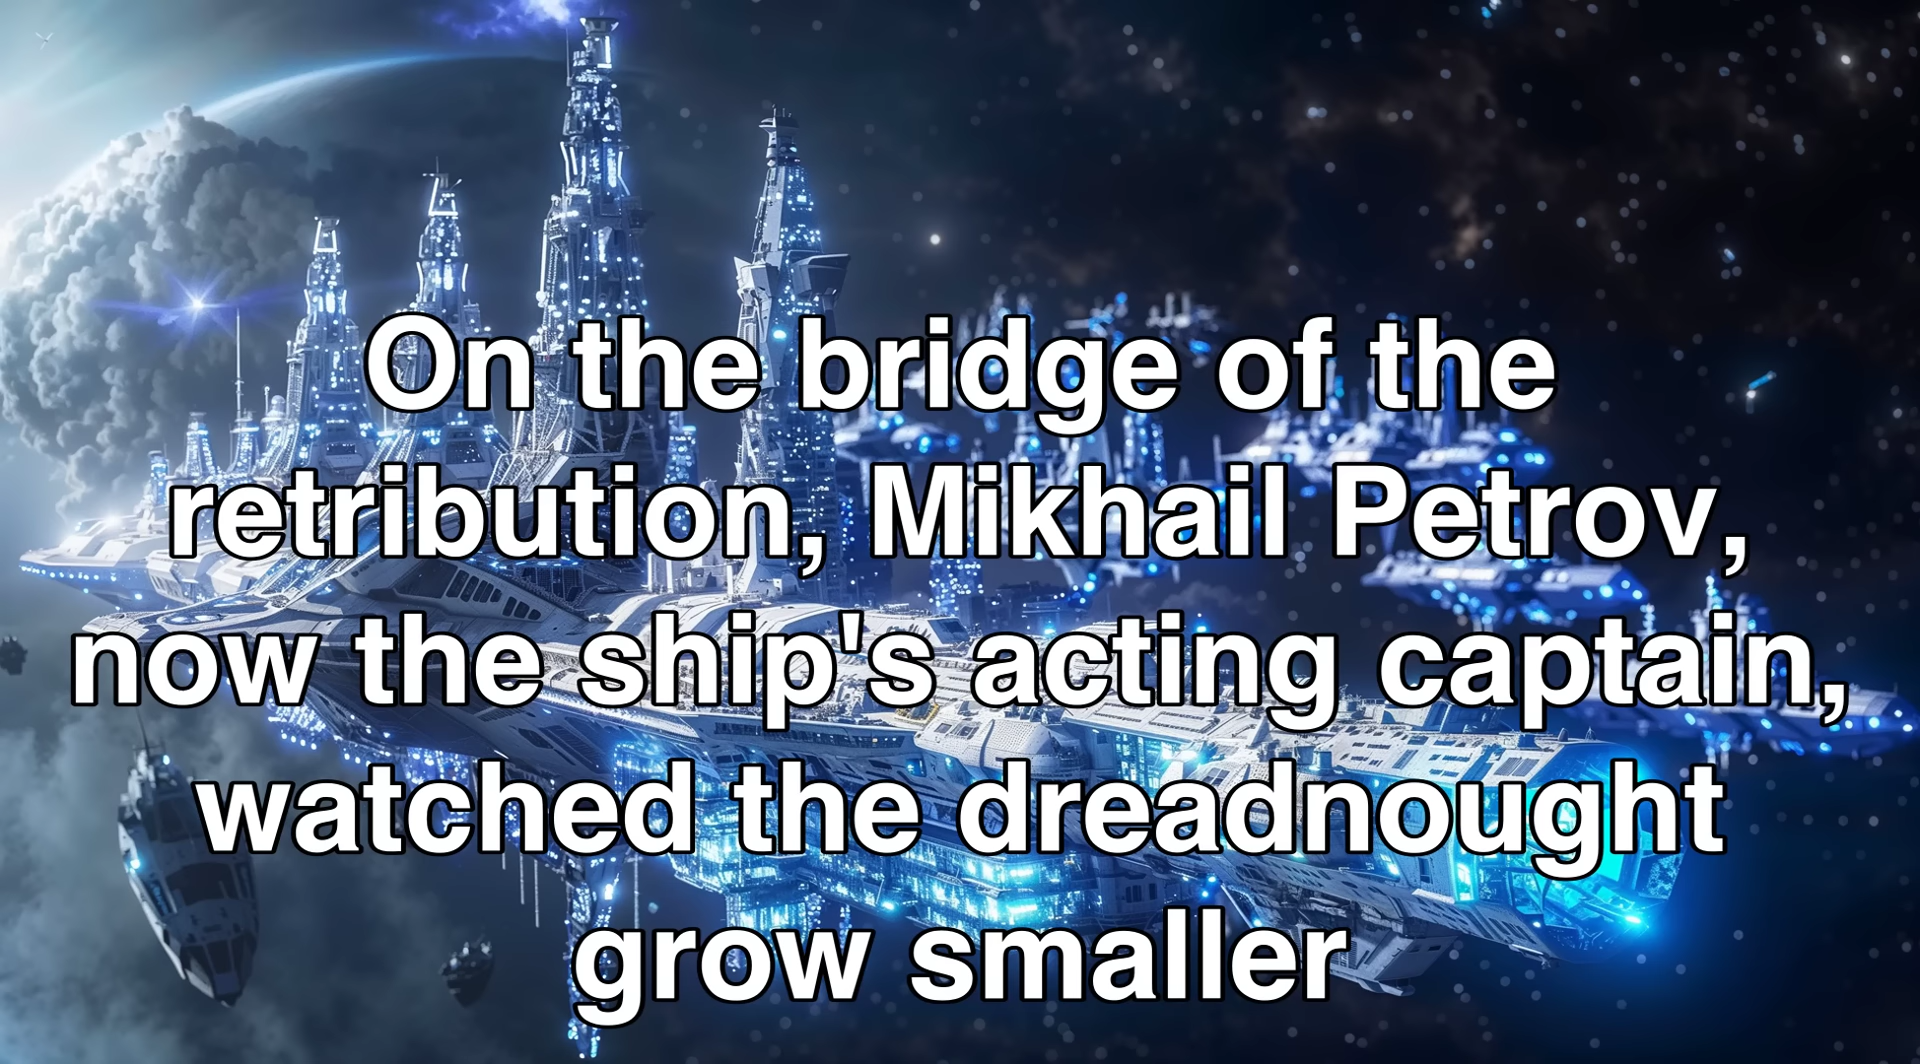 On the bridge of the
retribution, Mikhail Petrov,
now the ship's acting captain,
watched the dreadnought
grow smaller